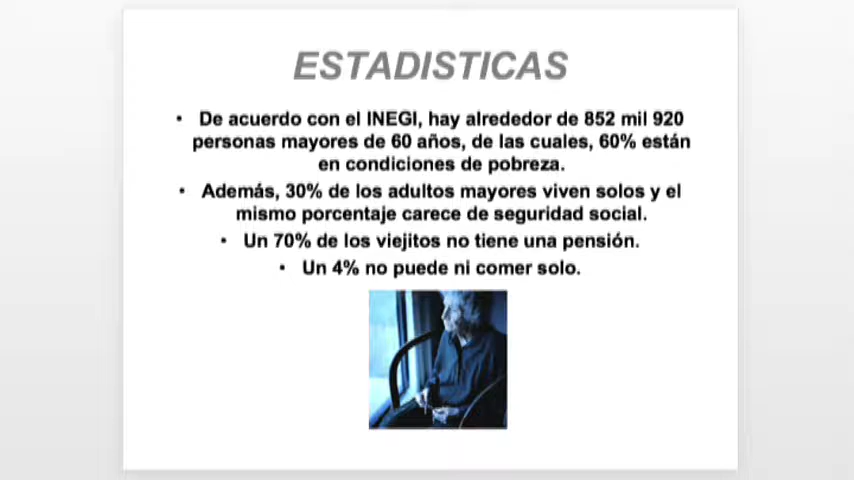 ESTADISTICAS
• De acuerdo con el INEGI, hay alrededor de 852 mil 920
personas mayores de 60 años, de las cuales, 60% están
en condiciones de pobreza.
• Además, 30% de los adultos mayores viven solos y el
mismo porcentaje carece de seguridad social.
• Un 70% de los viejitos no tiene una pensión.
• Un 4% no puede ni comer solo.